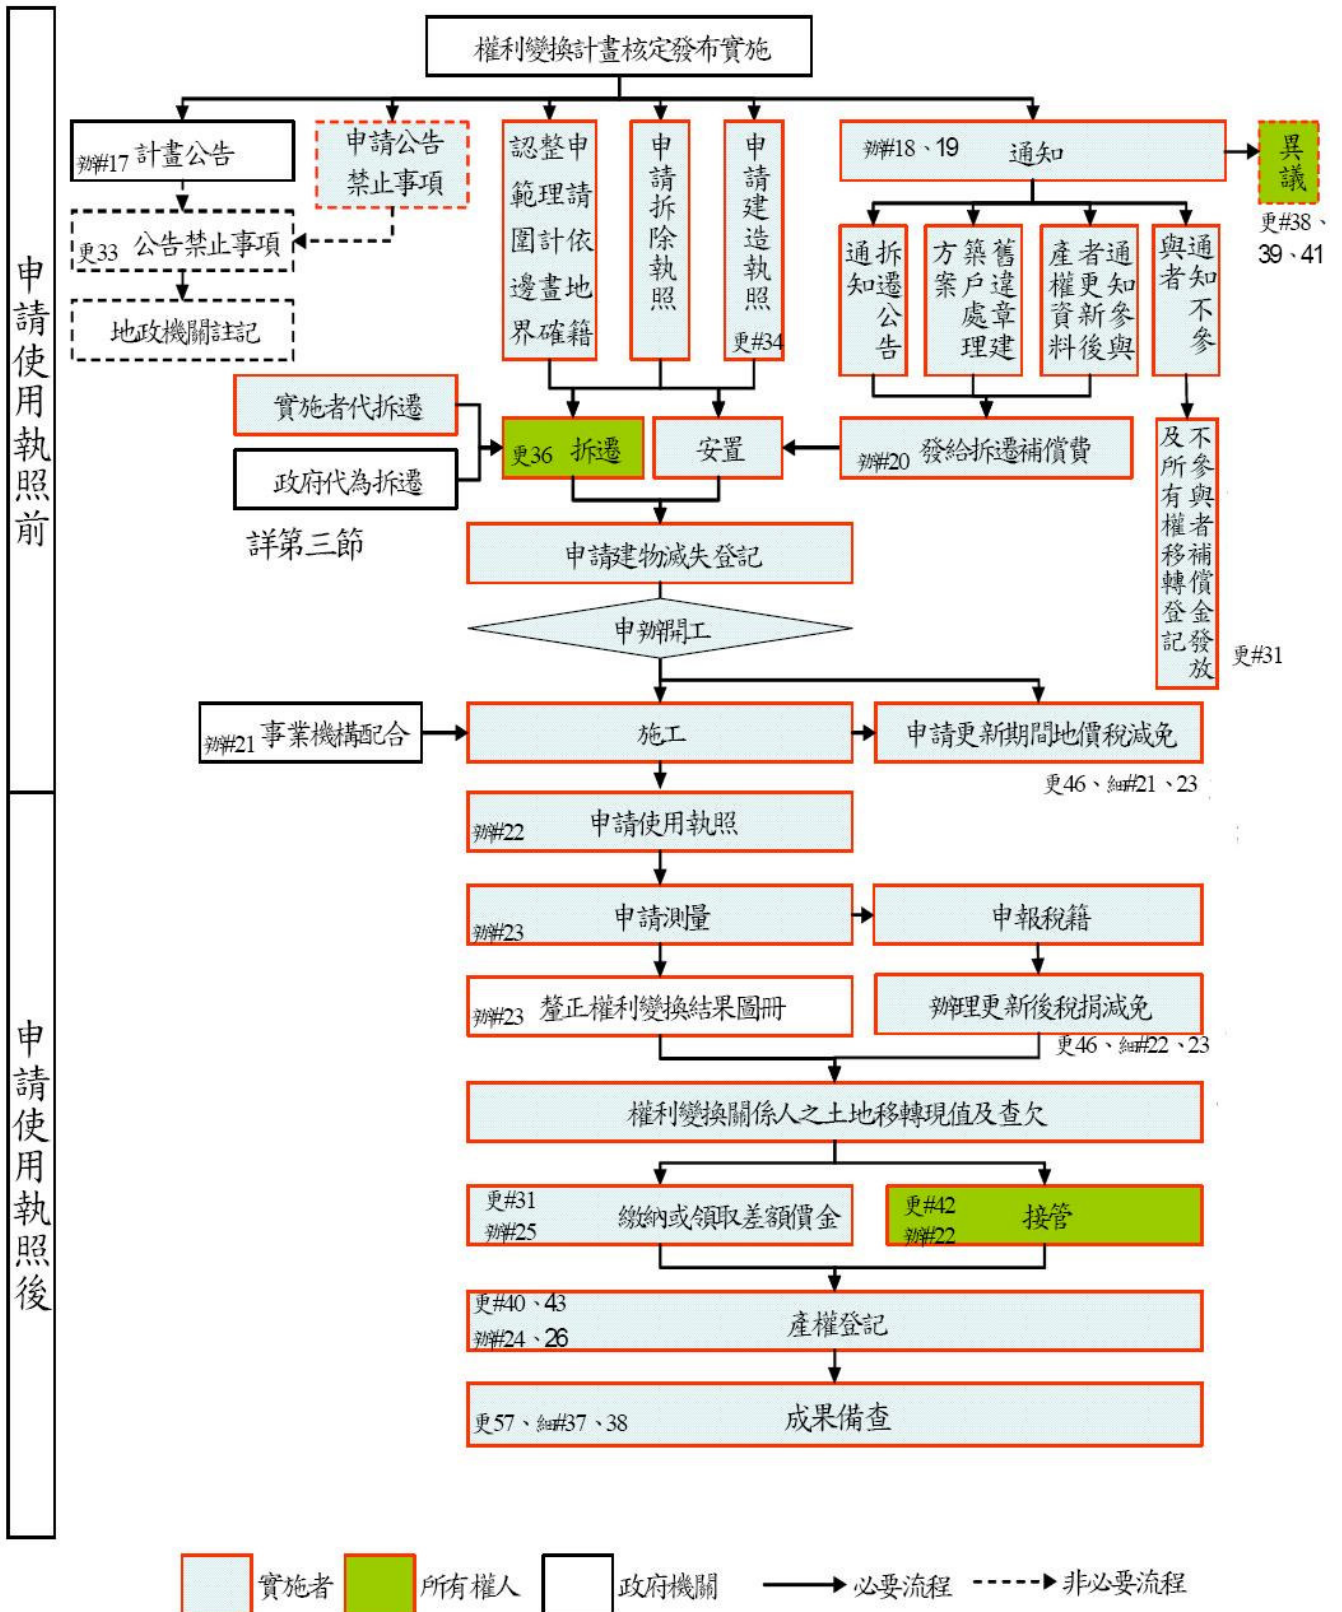 申請使用執照前
權利變換計畫核定發布實施
辦#17 計畫公告
申請公告
禁止事項
更33 公告禁止事項
地政機關註記
申請依地籍
整理計畫確
認範圍邊界
申請拆除執照
申請建造執照
更#34
辦#18、19 通知
異議
更#38、
39、41
拆遷公告
通知
舊違章建
築戶處理
方案
通知參與
者更新後
產權資料
通知不參
與者
實施者代拆遷
政府代為拆遷
詳第三節
更36 拆遷
安置
辦#20 發給拆遷補償費
不參與者補償金發放
及所有權移轉登記
更#31
申請建物滅失登記
申辦開工
辦#21 事業機構配合
施工
申請更新期間地價稅減免
更46、細#21、23
申請使用執照後
辦#22 申請使用執照
辦#23 申請測量
申報稅籍
辦#23 釐正權利變換結果圖冊
辦理更新後稅捐減免
更46、細#22、23
權利變換關係人之土地移轉現值及查欠
更#31
辦#25
繳納或領取差額價金
更#42
辦#22
接管
更#40、43
辦#24、26
產權登記
更57、細#37、38
成果備查
實施者
所有權人
政府機關
必要流程
非必要流程